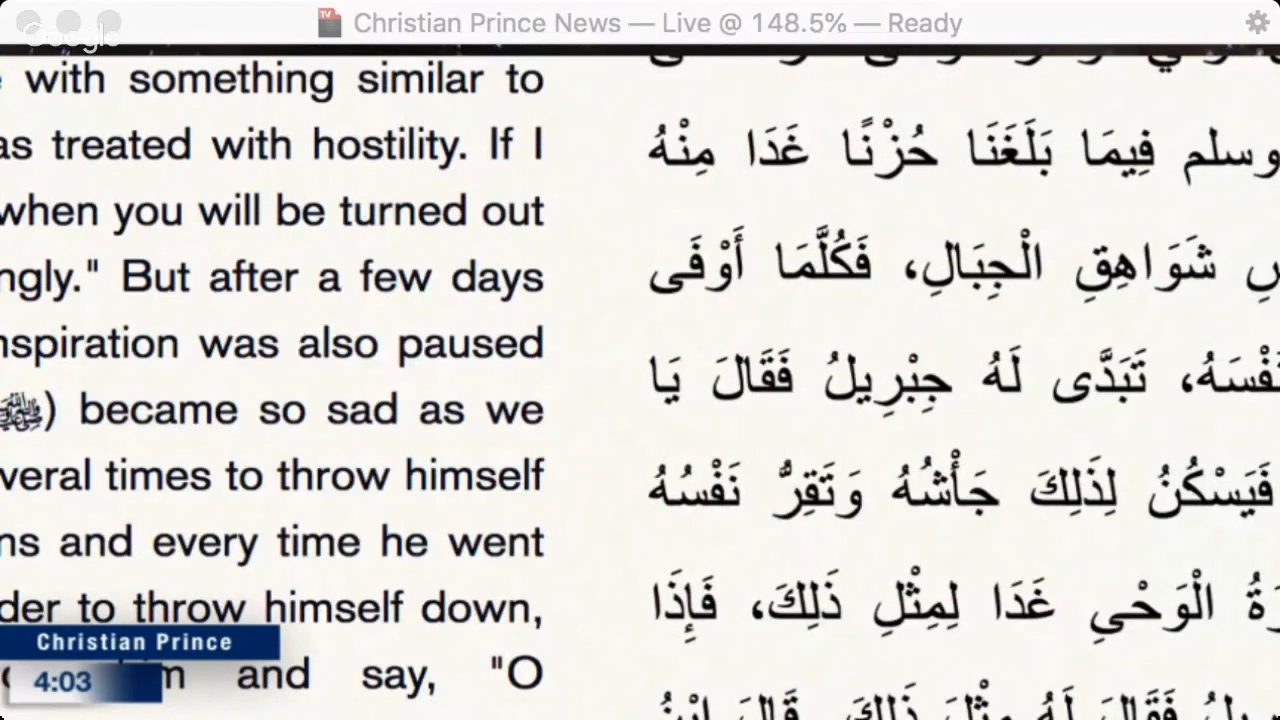 Christian Prince News — Live @ 148.5% — Ready
Google
with something similar to
as treated with hostility. If I
when you will be turned out
ngly." But after a few days
nspiration was also paused
) became so sad as we
veral times to throw himself
ns and every time he went
der to throw himself down,
and say, "O
وسلم فِيمَا بَلَغَنَا حُزْنًا غَدَا مِنْهُ
شَوَاهِقِ الْجِبَالِ، فَكُلَّمَا أَوْفَى
نَفْسَهُ، تَبَدَّى لَهُ جِبْرِيلُ فَقَالَ يَا
فَيَسْكُنُ لِذَلِكَ جَأْشُهُ وَتَقِرُّ نَفْسُهُ
الْوَحْىِ غَدَا لِمِثْلِ ذَلِكَ، فَإِذَا
Christian Prince
4:03